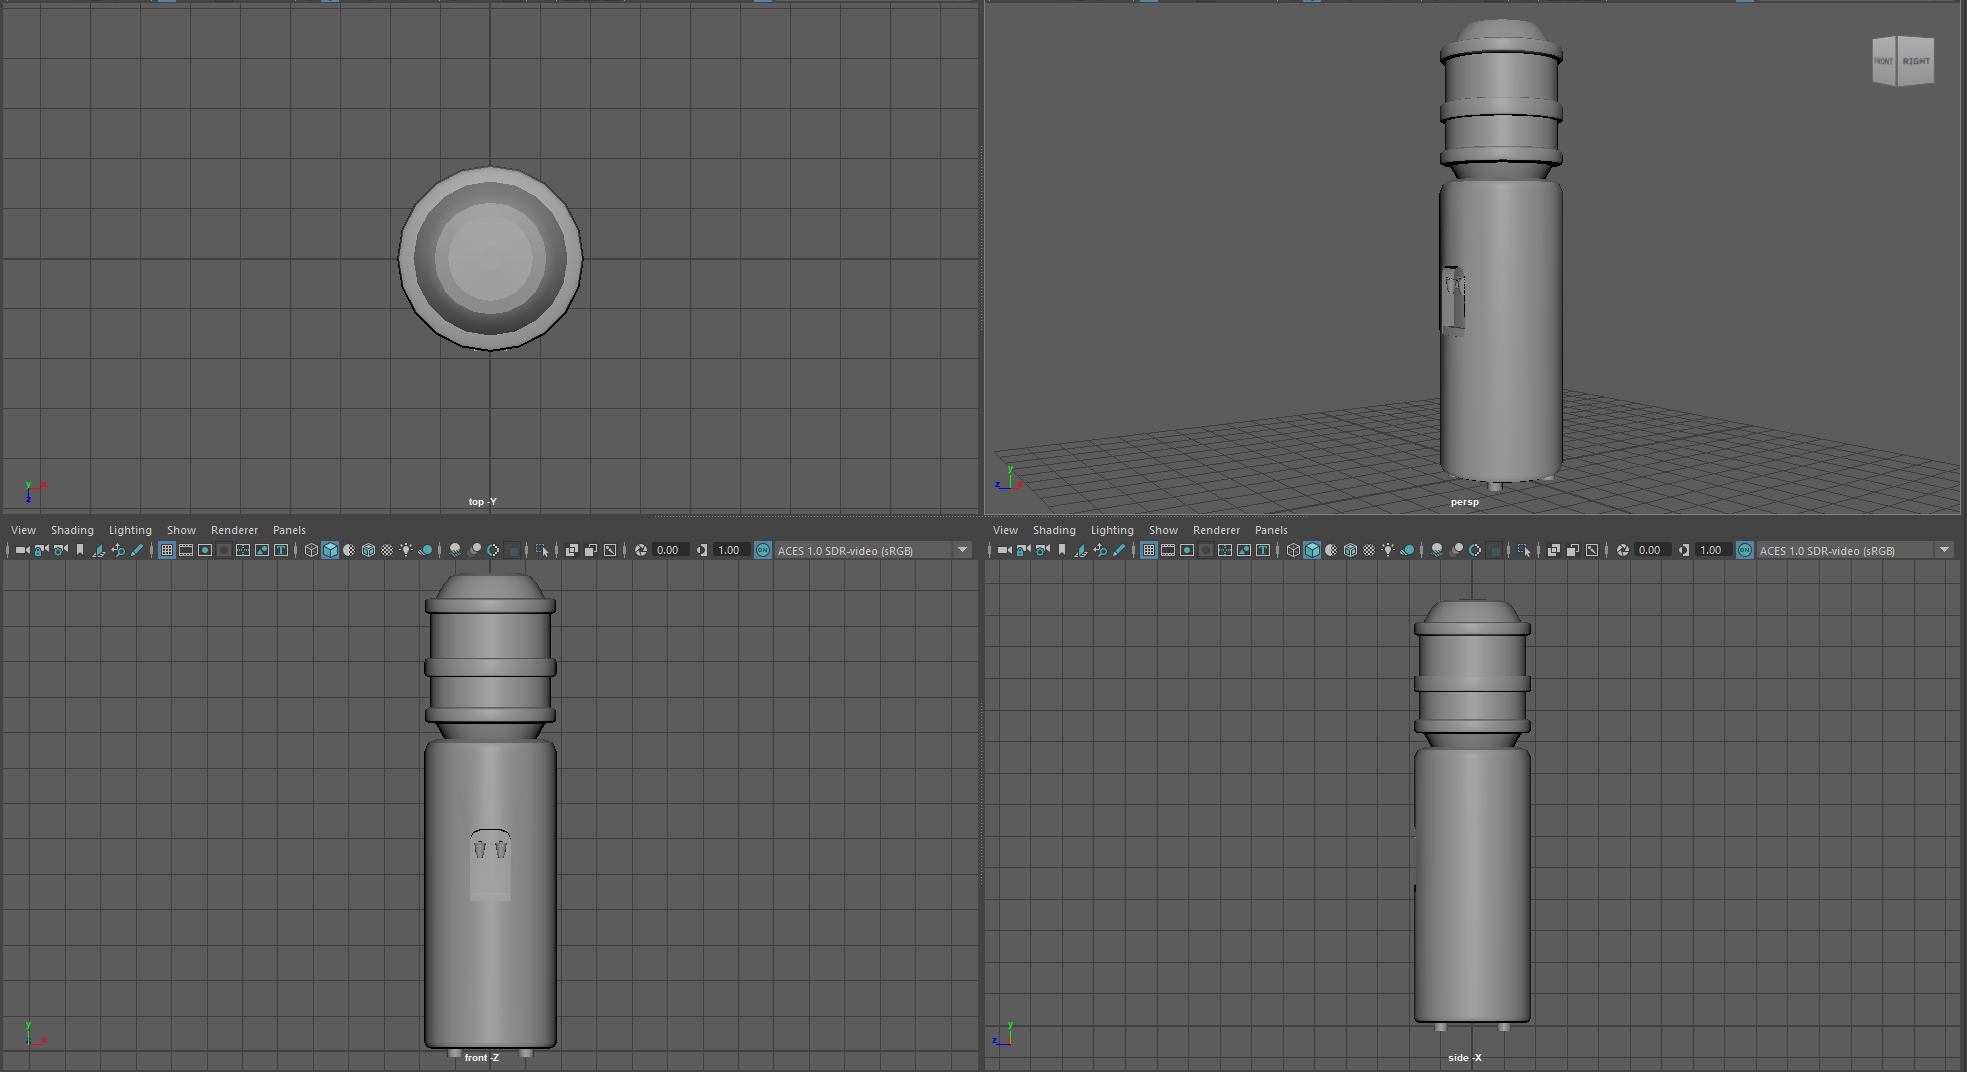 FRONT RIGHT
y x
z
top -Y
y
z x
persp
View Shading Lighting Show Renderer Panels
View Shading Lighting Show Renderer Panels
0.00 1.00 ON ACES 1.0 SDR-video (sRGB)
0.00 1.00 ON ACES 1.0 SDR-video (sRGB)
y
z x
front -Z
y
z
side -X